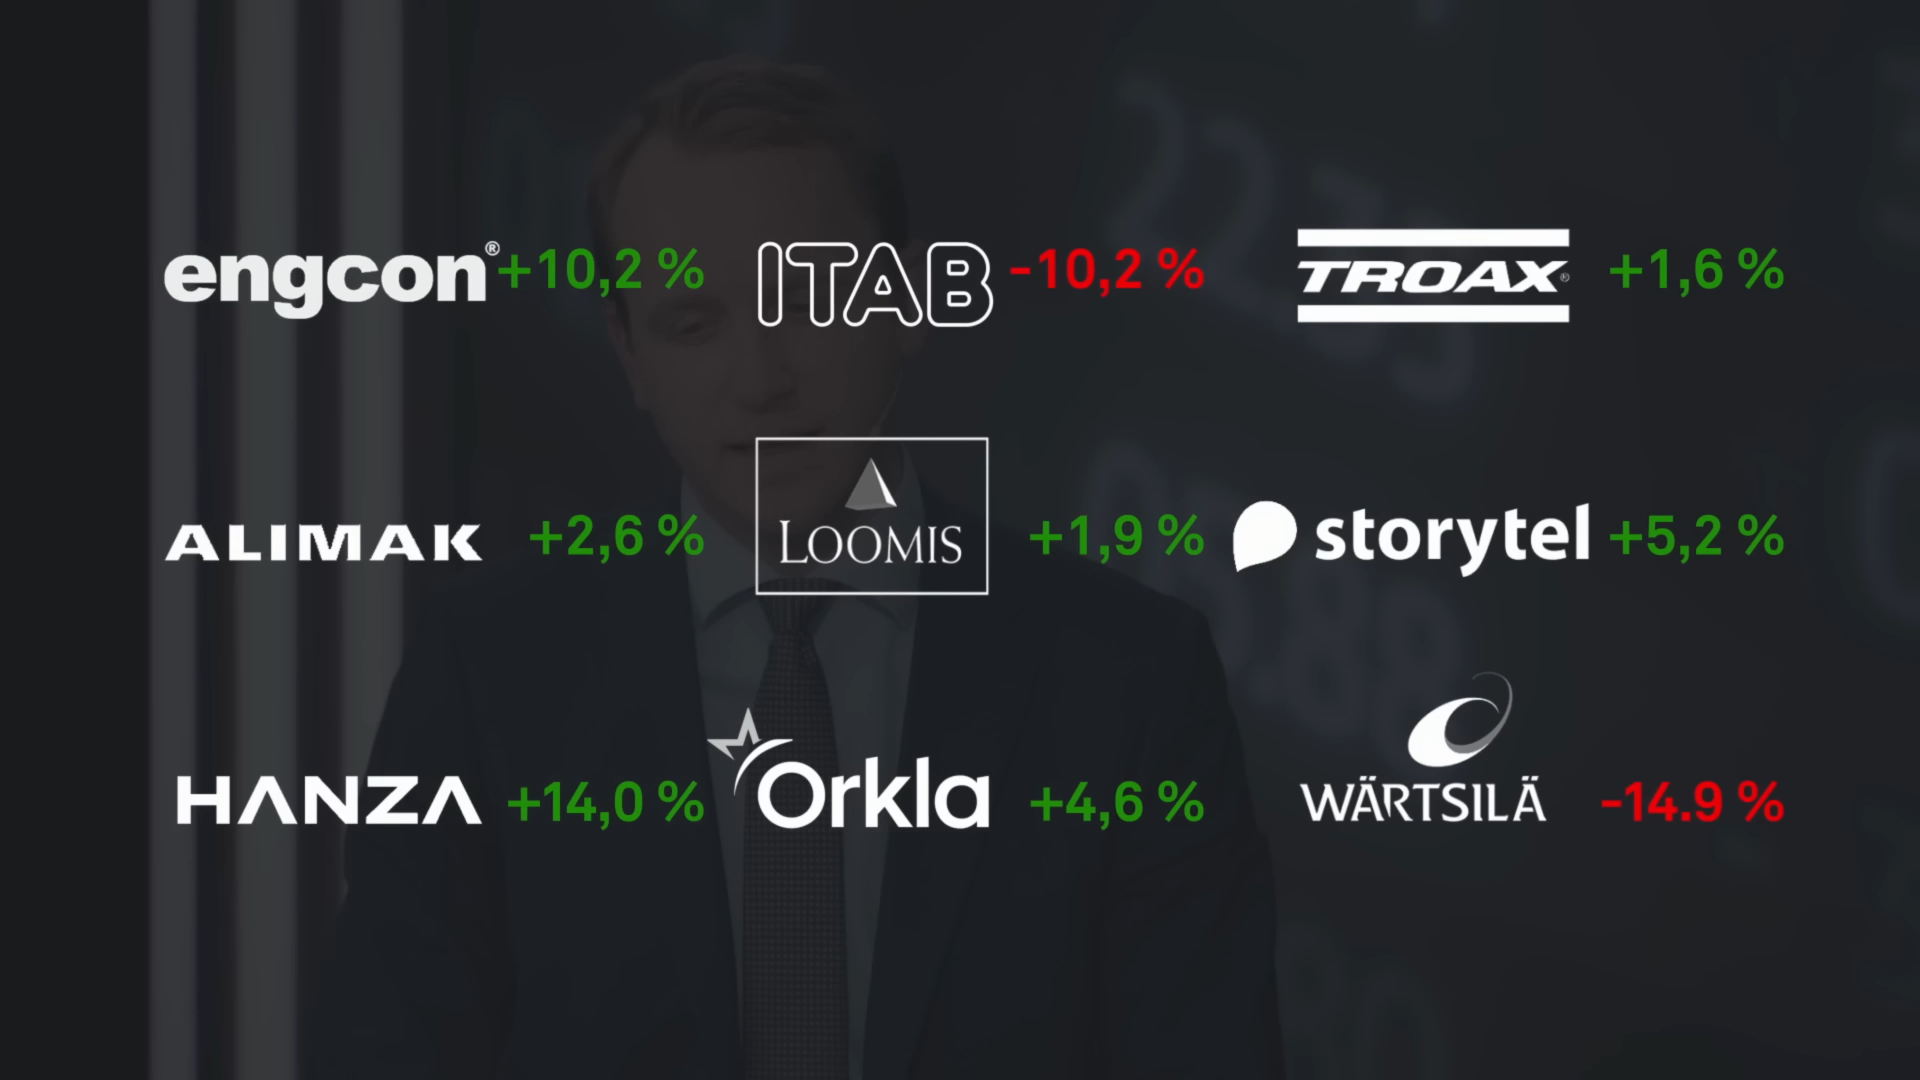 engcon® +10,2 % ITAB -10,2 % TROAX® +1,6 %
ALIMAK +2,6 % LOOMIS +1,9 % storytel +5,2 %
HANZA +14,0 % Orkla +4,6 % WÄRTSILÄ -14.9 %